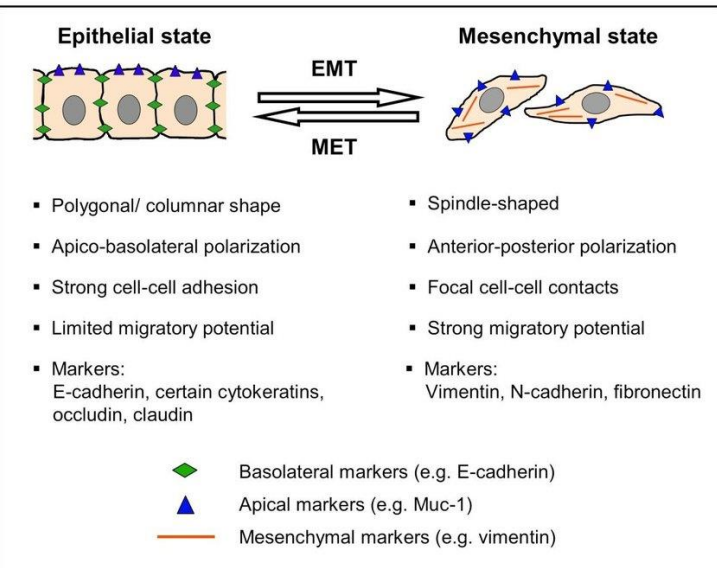 Epithelial state
Mesenchymal state
EMT
MET
▪ Polygonal/ columnar shape
▪ Apico-basolateral polarization
▪ Strong cell-cell adhesion
▪ Limited migratory potential
▪ Markers:
E-cadherin, certain cytokeratins,
occludin, claudin
▪ Spindle-shaped
▪ Anterior-posterior polarization
▪ Focal cell-cell contacts
▪ Strong migratory potential
▪ Markers:
Vimentin, N-cadherin, fibronectin
Basolateral markers (e.g. E-cadherin)
Apical markers (e.g. Muc-1)
Mesenchymal markers (e.g. vimentin)